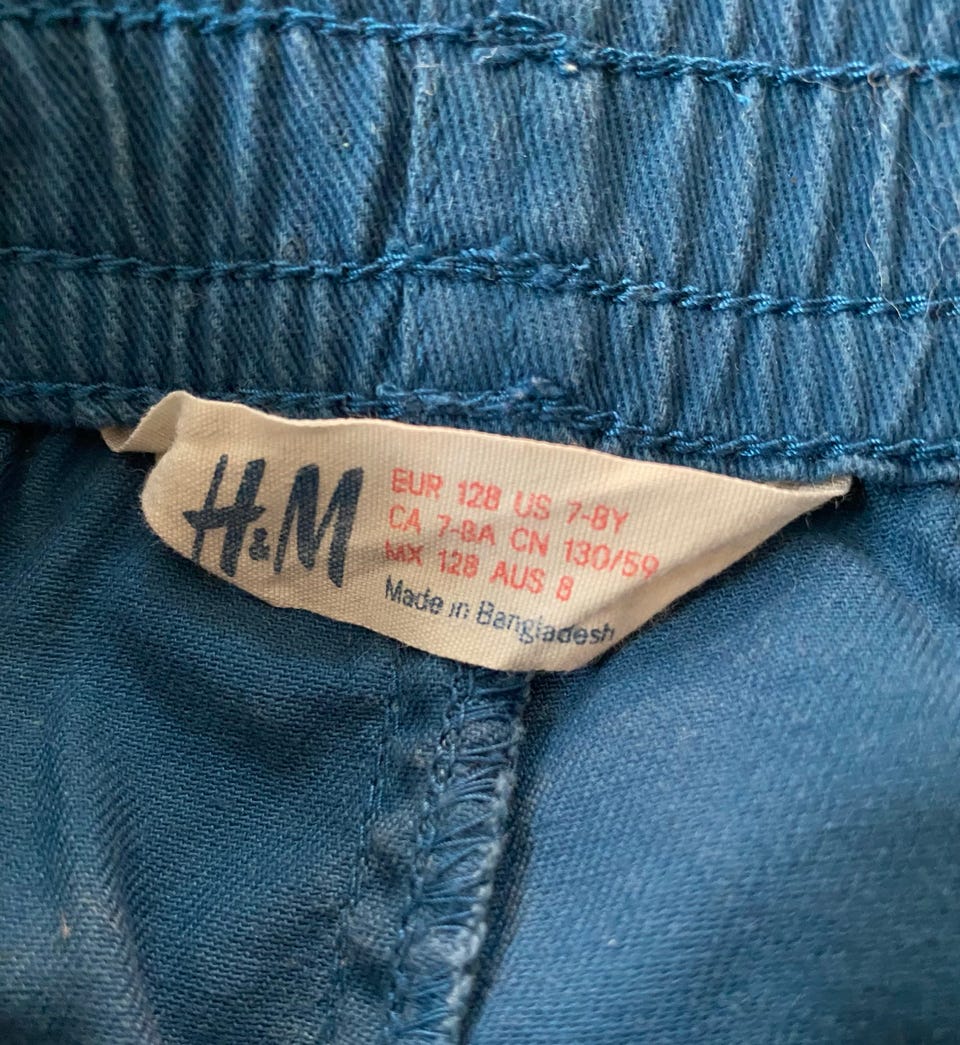 H&M
EUR 128 US 7-8Y
CA 7-8A CN 130/59
MX 128 AUS 8
Made in Bangladesh